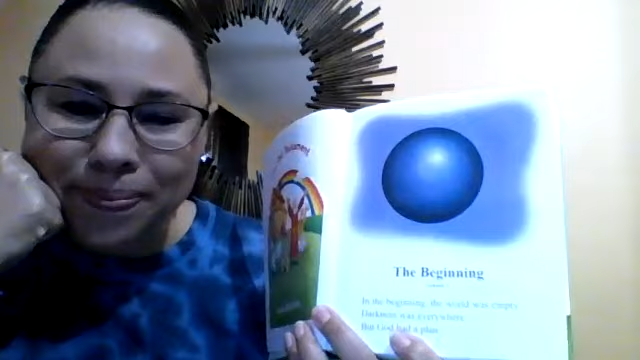 The Beginning
In the beginning, the world was empty.
Darkness was everywhere.
But God had a plan.